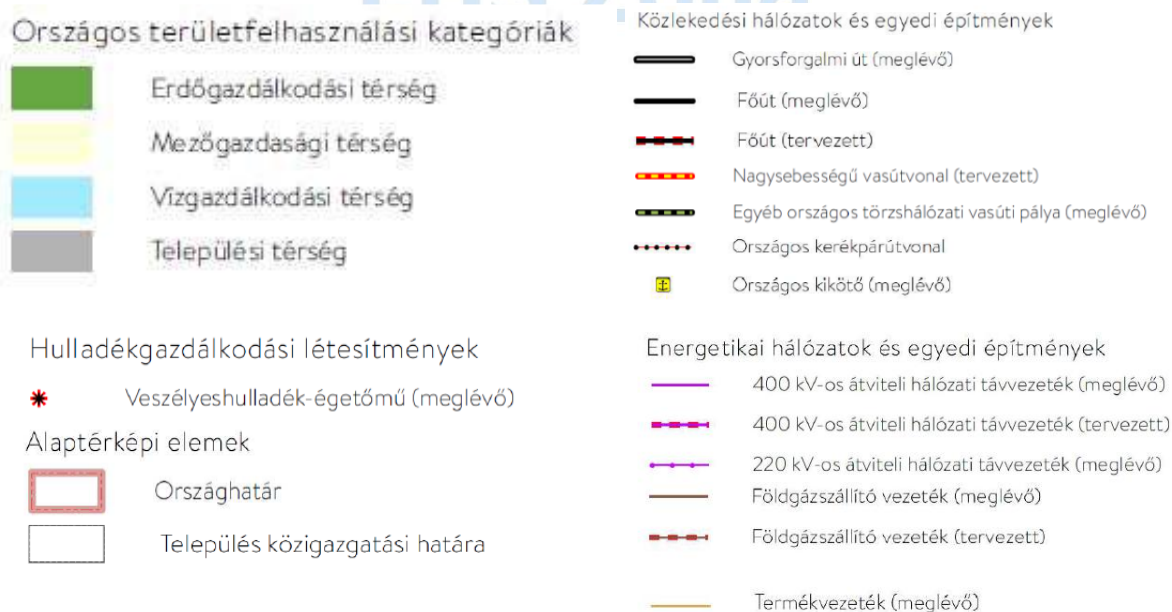 Országos területfelhasználási kategóriák
Erdőgazdálkodási térség
Mezőgazdasági térség
Vízgazdálkodási térség
Települési térség
Hulladékgazdálkodási létesítmények
Veszélyeshulladék-égetőmű (meglévő)
Alaptérképi elemek
Országhatár
Település közigazgatási határa
Közlekedési hálózatok és egyedi építmények
Gyorsforgalmi út (meglévő)
Főút (meglévő)
Főút (tervezett)
Nagysebességű vasútvonal (tervezett)
Egyéb országos törzshálózati vasúti pálya (meglévő)
Országos kerékpárútvonal
Országos kikötő (meglévő)
Energetikai hálózatok és egyedi építmények
400 kV-os átviteli hálózati távvezeték (meglévő)
400 kV-os átviteli hálózati távvezeték (tervezett)
220 kV-os átviteli hálózati távvezeték (meglévő)
Földgázszállító vezeték (meglévő)
Földgázszállító vezeték (tervezett)
Termékvezeték (meglévő)